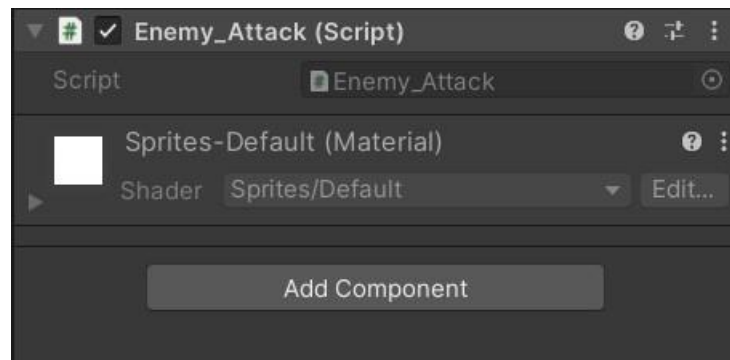 Enemy_Attack (Script)
Script Enemy_Attack
Sprites-Default (Material)
Shader Sprites/Default Edit...
Add Component